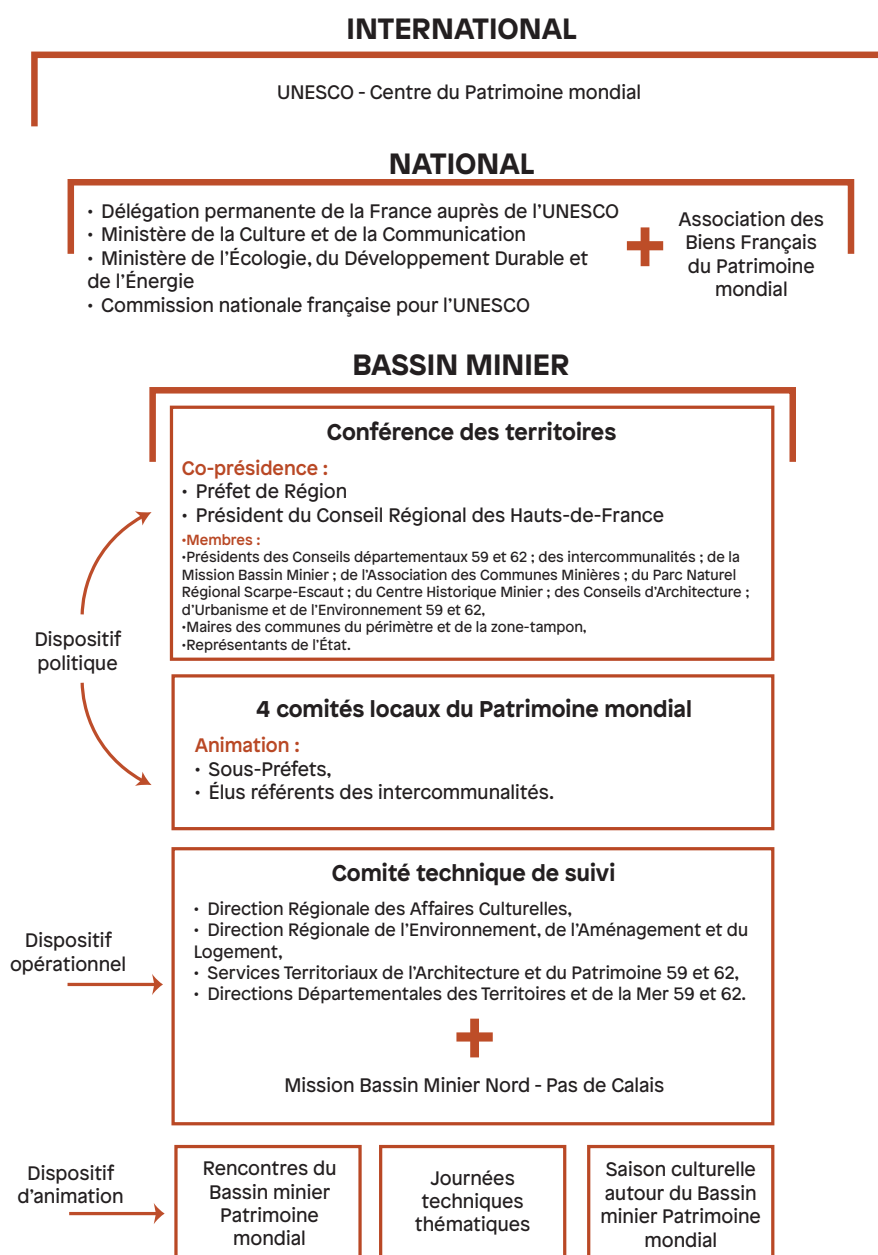 INTERNATIONAL
UNESCO - Centre du Patrimoine mondial
NATIONAL
• Délégation permanente de la France auprès de l'UNESCO
• Ministère de la Culture et de la Communication
• Ministère de l'Écologie, du Développement Durable et
de l'Énergie
• Commission nationale française pour l'UNESCO
+
Association des
Biens Français
du Patrimoine
mondial
BASSIN MINIER
Conférence des territoires
Co-présidence :
• Préfet de Région
• Président du Conseil Régional des Hauts-de-France
•Membres :
•Présidents des Conseils départementaux 59 et 62 ; des intercommunalités ; de la
Mission Bassin Minier ; de l'Association des Communes Minières ; du Parc Naturel
Régional Scarpe-Escaut ; du Centre Historique Minier ; des Conseils d'Architecture ;
d'Urbanisme et de l'Environnement 59 et 62,
•Maires des communes du périmètre et de la zone-tampon,
•Représentants de l'État.
Dispositif
politique
4 comités locaux du Patrimoine mondial
Animation :
• Sous-Préfets,
• Élus référents des intercommunalités.
Dispositif
opérationnel
Comité technique de suivi
• Direction Régionale des Affaires Culturelles,
• Direction Régionale de l'Environnement, de l'Aménagement et du
Logement,
• Services Territoriaux de l'Architecture et du Patrimoine 59 et 62,
• Directions Départementales des Territoires et de la Mer 59 et 62.
+
Mission Bassin Minier Nord - Pas de Calais
Dispositif
d'animation
Rencontres du
Bassin minier
Patrimoine
mondial
Journées
techniques
thématiques
Saison culturelle
autour du Bassin
minier Patrimoine
mondial